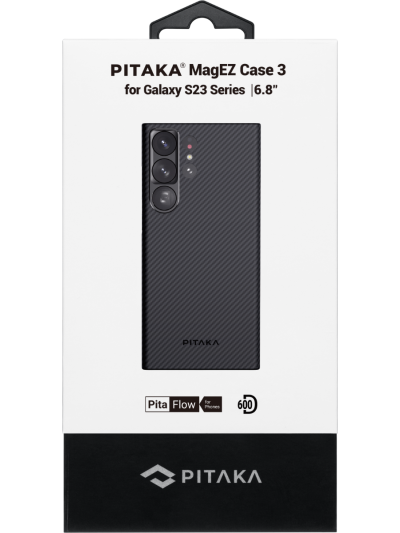 PITAKA® MagEZ Case 3
for Galaxy S23 Series |6.8"
PITAKA
Pita Flow for Phones 600D
PITAKA